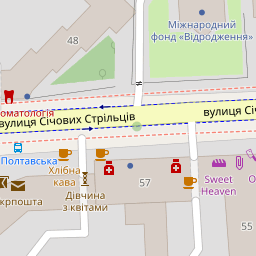 Міжнародний
фонд «Відродження»
48
оматологія
вулиця Січових Стрільців
вулиця Сі
Полтавська
Хлібна
кава
57
Дівчина
з квітами
Sweet
Heaven
О
крпошта
55